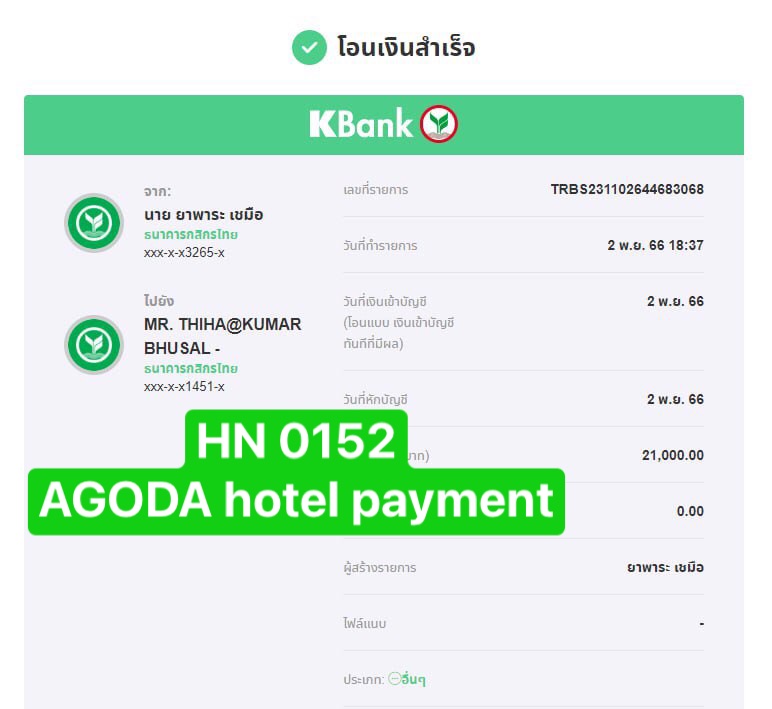 โอนเงินสำเร็จ
KBank
จาก:
นาย ยาพาระ เชมือ
ธนาคารกสิกรไทย
xxx-x-x3265-x
ไปยัง
MR. THIHA@KUMAR
BHUSAL -
ธนาคารกสิกรไทย
xxx-x-x1451-x
เลขที่รายการ TRBS231102644683068
วันที่ทำรายการ 2 พ.ย. 66 18:37
วันที่เงินเข้าบัญชี 2 พ.ย. 66
(โอนแบบ เงินเข้าบัญชี
ทันทีที่มีผล)
วันที่หักบัญชี 2 พ.ย. 66
21,000.00
0.00
HN 0152
AGODA hotel payment
ผู้สร้างรายการ ยาพาระ เชมือ
ไฟล์แนบ -
ประเภท: อื่นๆ